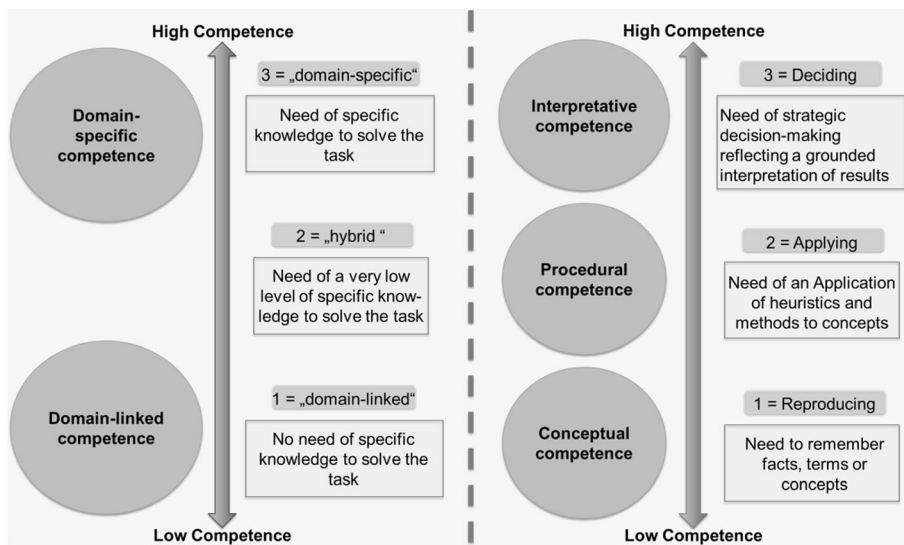 High Competence
3 = „domain-specific“
Domain-
specific
competence
Need of specific
knowledge to solve the
task
2 = „hybrid “
Need of a very low
level of specific know-
ledge to solve the task
1 = „domain-linked“
Domain-linked
competence
No need of specific
knowledge to solve the
task
Low Competence
High Competence
3 = Deciding
Interpretative
competence
Need of strategic
decision-making
reflecting a grounded
interpretation of results
2 = Applying
Procedural
competence
Need of an Application
of heuristics and
methods to concepts
1 = Reproducing
Conceptual
competence
Need to remember
facts, terms or
concepts
Low Competence